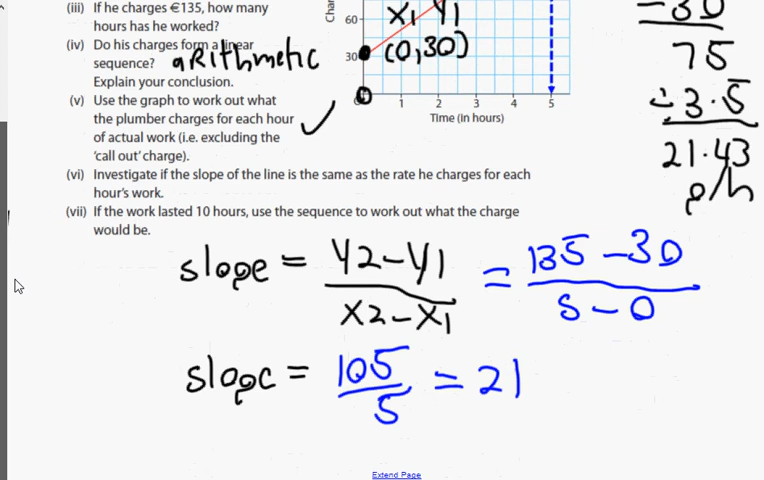 (iii) If he charges €135, how many
hours has he worked?
(iv) Do his charges form a linear
sequence? aRithmetic
Explain your conclusion.
(v) Use the graph to work out what
the plumber charges for each hour
of actual work (i.e. excluding the
'call out' charge).
(vi) Investigate if the slope of the line is the same as the rate he charges for each
hour's work.
(vii) If the work lasted 10 hours, use the sequence to work out what the charge
would be.
Char
60
30
X1 Y1
(0,30)
0
1 2 3 4 5
Time (in hours)
-30
75
÷3.5
21.43
p/h
slope = Y2-Y1 / X2-X1 = 135-30 / 5-0
slope = 105/5 = 21
Extend Page